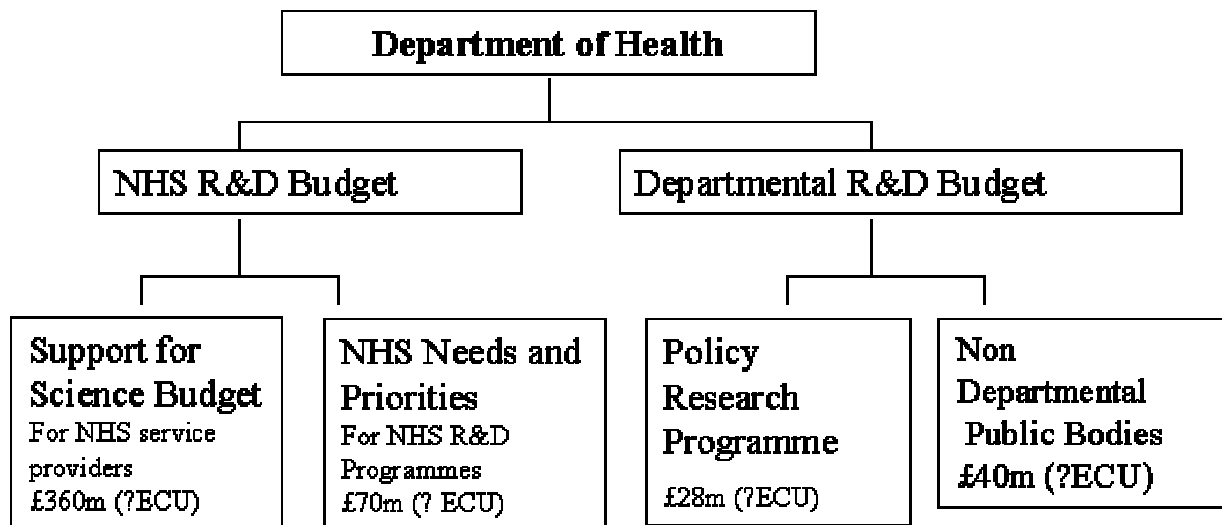 Department of Health
NHS R&D Budget
Departmental R&D Budget
Support for
Science Budget
For NHS service
providers
£360m (?ECU)
NHS Needs and
Priorities
For NHS R&D
Programmes
£70m (? ECU)
Policy
Research
Programme
£28m (?ECU)
Non
Departmental
Public Bodies
£40m (?ECU)